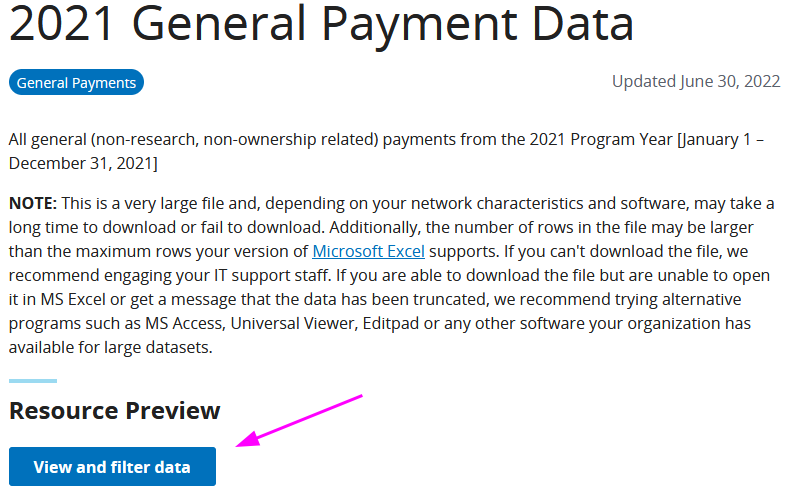 2021 General Payment Data
General Payments
Updated June 30, 2022
All general (non-research, non-ownership related) payments from the 2021 Program Year [January 1 –
December 31, 2021]
NOTE: This is a very large file and, depending on your network characteristics and software, may take a
long time to download or fail to download. Additionally, the number of rows in the file may be larger
than the maximum rows your version of Microsoft Excel supports. If you can't download the file, we
recommend engaging your IT support staff. If you are able to download the file but are unable to open
it in MS Excel or get a message that the data has been truncated, we recommend trying alternative
programs such as MS Access, Universal Viewer, Editpad or any other software your organization has
available for large datasets.
Resource Preview
View and filter data